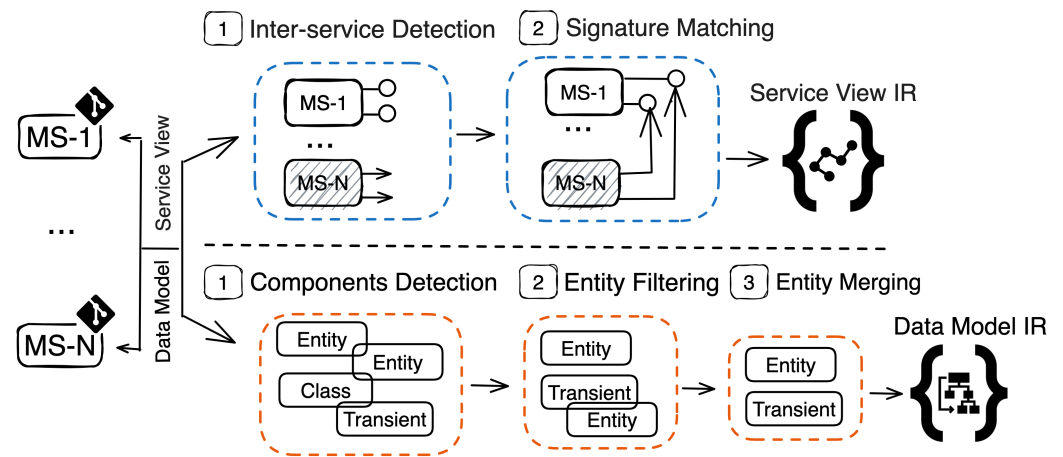 MS-1
...
MS-N
Service View
Data Model
1 Inter-service Detection
MS-1
...
MS-N
2 Signature Matching
MS-1
...
MS-N
Service View IR
1 Components Detection
Entity
Entity
Class
Transient
2 Entity Filtering
Entity
Transient
Entity
3 Entity Merging
Entity
Transient
Data Model IR